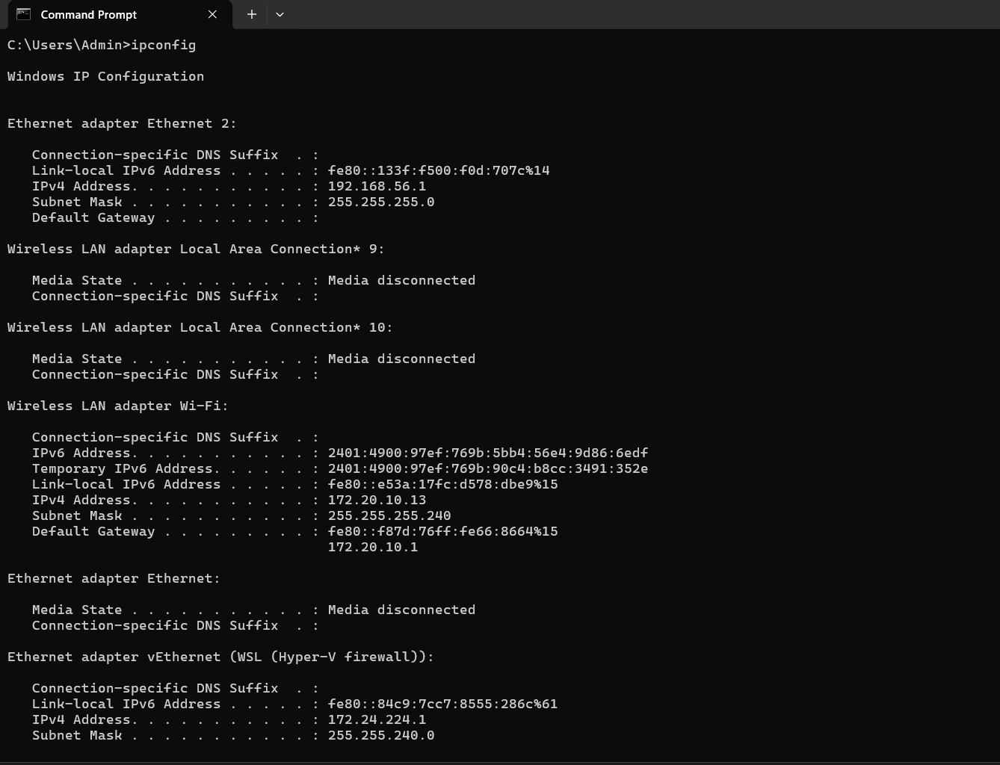 Command Prompt
C:\Users\Admin>ipconfig
Windows IP Configuration
Ethernet adapter Ethernet 2:
   Connection-specific DNS Suffix  . :
   Link-local IPv6 Address . . . . . : fe80::133f:f500:f0d:707c%14
   IPv4 Address. . . . . . . . . . . : 192.168.56.1
   Subnet Mask . . . . . . . . . . . : 255.255.255.0
   Default Gateway . . . . . . . . . :
Wireless LAN adapter Local Area Connection* 9:
   Media State . . . . . . . . . . . : Media disconnected
   Connection-specific DNS Suffix  . :
Wireless LAN adapter Local Area Connection* 10:
   Media State . . . . . . . . . . . : Media disconnected
   Connection-specific DNS Suffix  . :
Wireless LAN adapter Wi-Fi:
   Connection-specific DNS Suffix  . :
   IPv6 Address. . . . . . . . . . . : 2401:4900:97ef:769b:5bb4:56e4:9d86:6edf
   Temporary IPv6 Address. . . . . . : 2401:4900:97ef:769b:90c4:b8cc:3491:352e
   Link-local IPv6 Address . . . . . : fe80::e53a:17fc:d578:dbe9%15
   IPv4 Address. . . . . . . . . . . : 172.20.10.13
   Subnet Mask . . . . . . . . . . . : 255.255.255.240
   Default Gateway . . . . . . . . . : fe80::f87d:76ff:fe66:8664%15
                                       172.20.10.1
Ethernet adapter Ethernet:
   Media State . . . . . . . . . . . : Media disconnected
   Connection-specific DNS Suffix  . :
Ethernet adapter vEthernet (WSL (Hyper-V firewall)):
   Connection-specific DNS Suffix  . :
   Link-local IPv6 Address . . . . . : fe80::84c9:7cc7:8555:286c%61
   IPv4 Address. . . . . . . . . . . : 172.24.224.1
   Subnet Mask . . . . . . . . . . . : 255.255.240.0